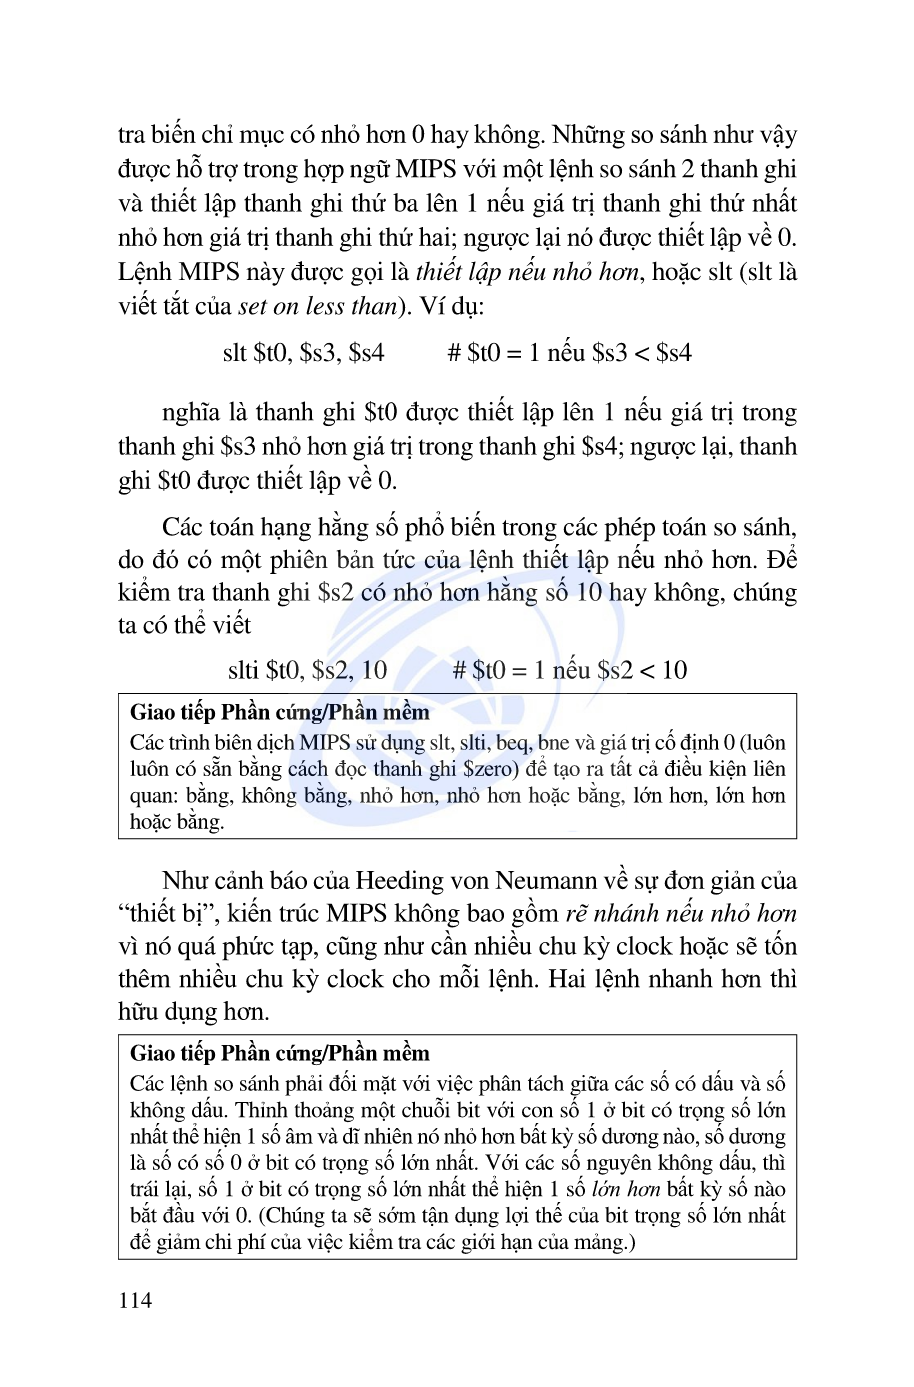 tra biến chỉ mục có nhỏ hơn 0 hay không. Những so sánh như vậy
được hỗ trợ trong hợp ngữ MIPS với một lệnh so sánh 2 thanh ghi
và thiết lập thanh ghi thứ ba lên 1 nếu giá trị thanh ghi thứ nhất
nhỏ hơn giá trị thanh ghi thứ hai; ngược lại nó được thiết lập về 0.
Lệnh MIPS này được gọi là thiết lập nếu nhỏ hơn, hoặc slt (slt là
viết tắt của set on less than). Ví dụ:
slt $t0, $s3, $s4 # $t0 = 1 nếu $s3 < $s4
nghĩa là thanh ghi $t0 được thiết lập lên 1 nếu giá trị trong
thanh ghi $s3 nhỏ hơn giá trị trong thanh ghi $s4; ngược lại, thanh
ghi $t0 được thiết lập về 0.
Các toán hạng hằng số phổ biến trong các phép toán so sánh,
do đó có một phiên bản tức của lệnh thiết lập nếu nhỏ hơn. Để
kiểm tra thanh ghi $s2 có nhỏ hơn hằng số 10 hay không, chúng
ta có thể viết
slti $t0, $s2, 10 # $t0 = 1 nếu $s2 < 10
Giao tiếp Phần cứng/Phần mềm
Các trình biên dịch MIPS sử dụng slt, slti, beq, bne và giá trị cố định 0 (luôn
luôn có sẵn bằng cách đọc thanh ghi $zero) để tạo ra tất cả điều kiện liên
quan: bằng, không bằng, nhỏ hơn, nhỏ hơn hoặc bằng, lớn hơn, lớn hơn
hoặc bằng.
Như cảnh báo của Heeding von Neumann về sự đơn giản của
“thiết bị”, kiến trúc MIPS không bao gồm rẽ nhánh nếu nhỏ hơn
vì nó quá phức tạp, cũng như cần nhiều chu kỳ clock hoặc sẽ tốn
thêm nhiều chu kỳ clock cho mỗi lệnh. Hai lệnh nhanh hơn thì
hữu dụng hơn.
Giao tiếp Phần cứng/Phần mềm
Các lệnh so sánh phải đối mặt với việc phân tách giữa các số có dấu và số
không dấu. Thỉnh thoảng một chuỗi bit với con số 1 ở bit có trọng số lớn
nhất thể hiện 1 số âm và dĩ nhiên nó nhỏ hơn bất kỳ số dương nào, số dương
là số có số 0 ở bit có trọng số lớn nhất. Với các số nguyên không dấu, thì
trái lại, số 1 ở bit có trọng số lớn nhất thể hiện 1 số lớn hơn bất kỳ số nào
bắt đầu với 0. (Chúng ta sẽ sớm tận dụng lợi thế của bit trọng số lớn nhất
để giảm chi phí của việc kiểm tra các giới hạn của mảng.)
114